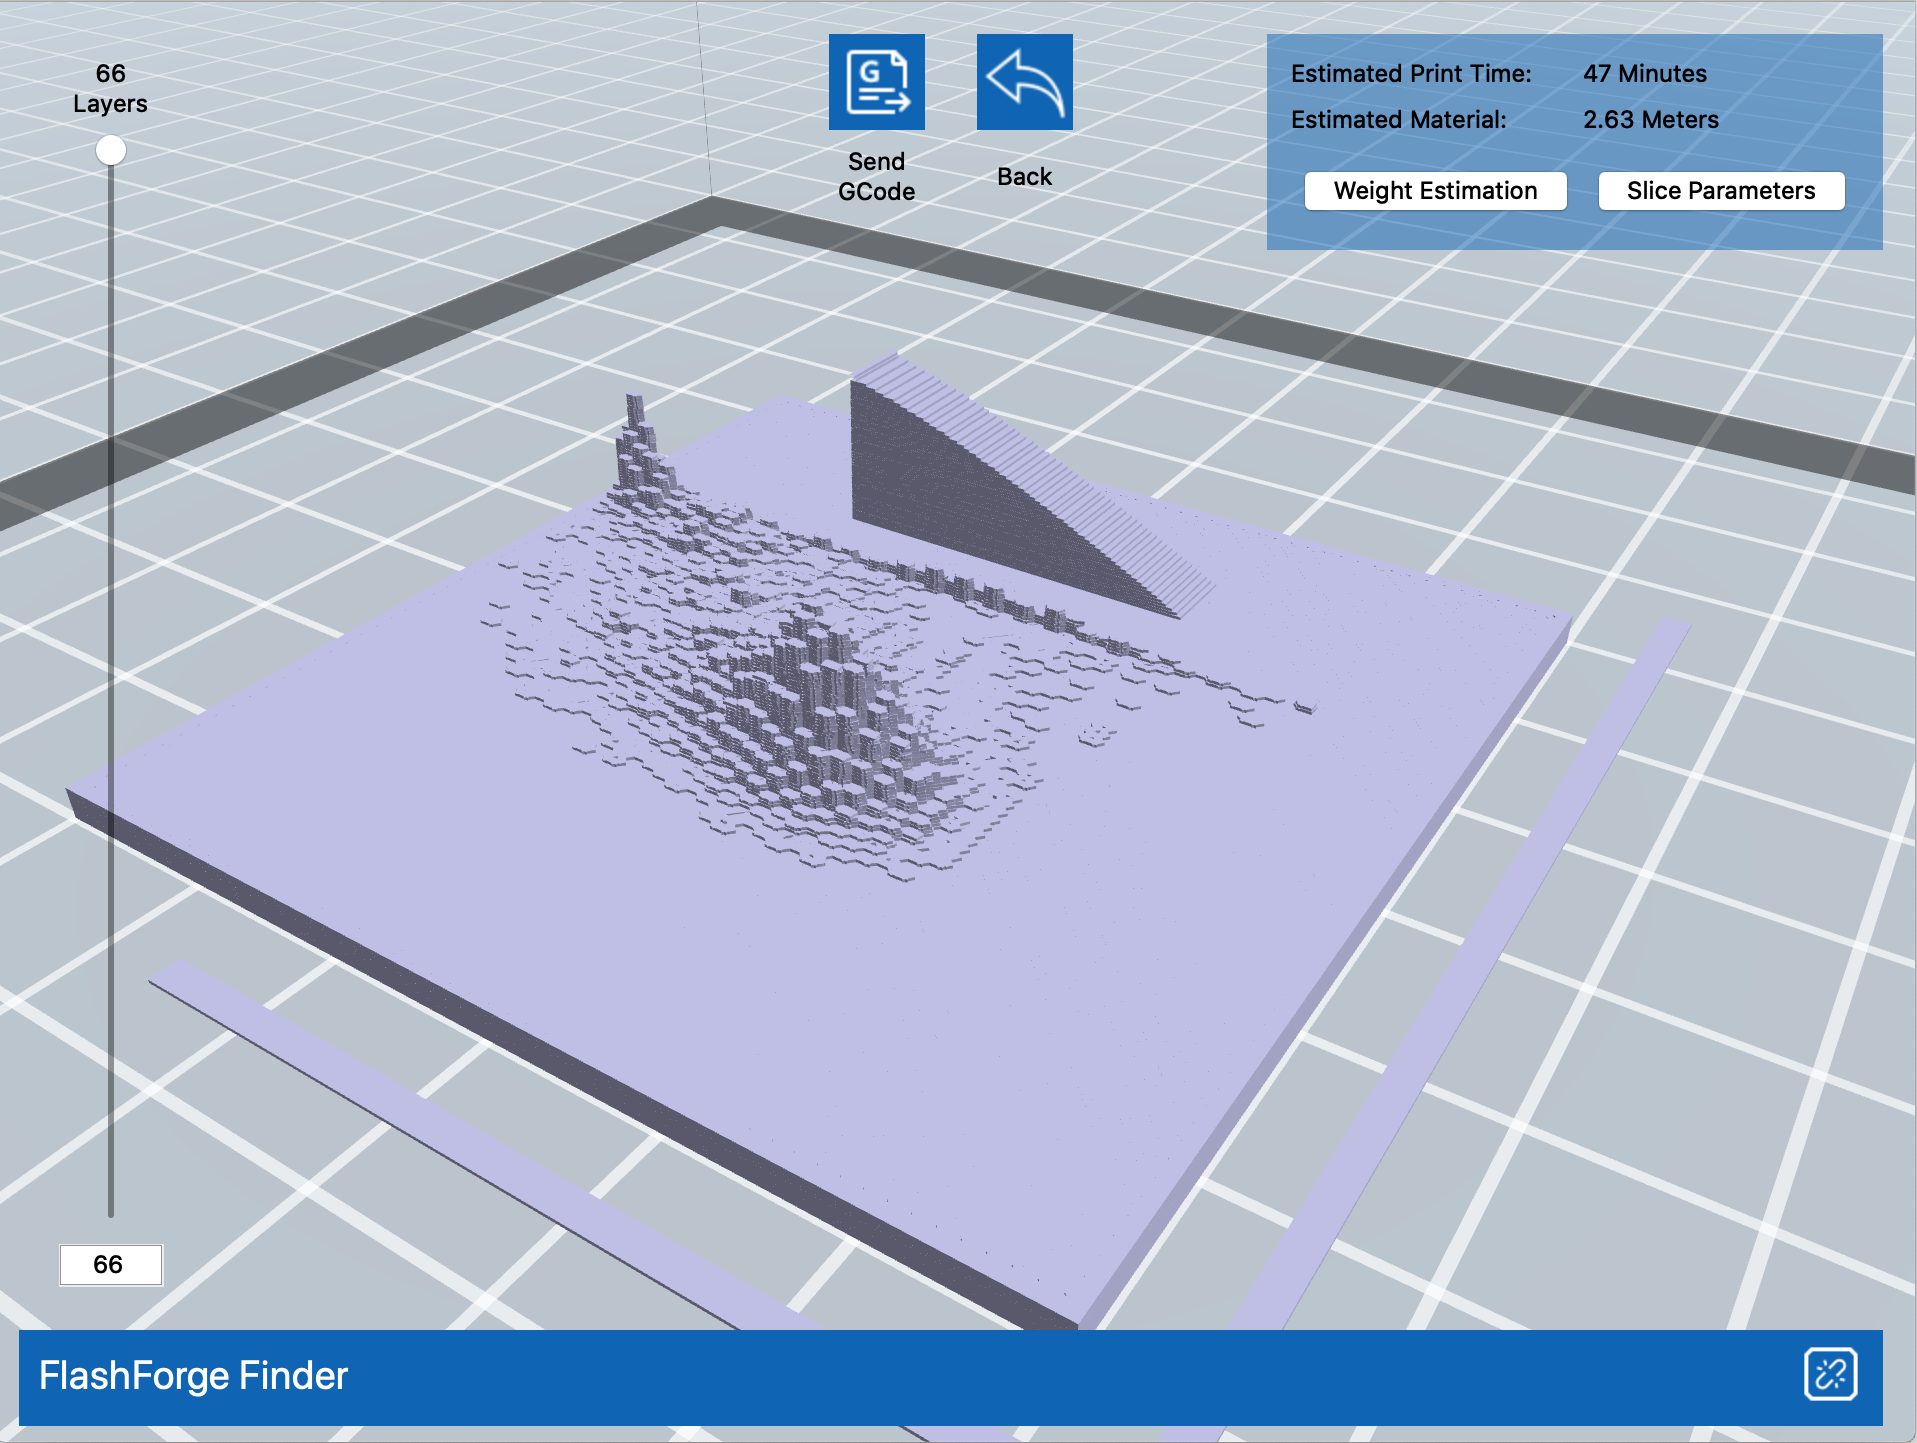 66
Layers
Send
GCode
Back
Estimated Print Time: 47 Minutes
Estimated Material: 2.63 Meters
Weight Estimation
Slice Parameters
66
FlashForge Finder